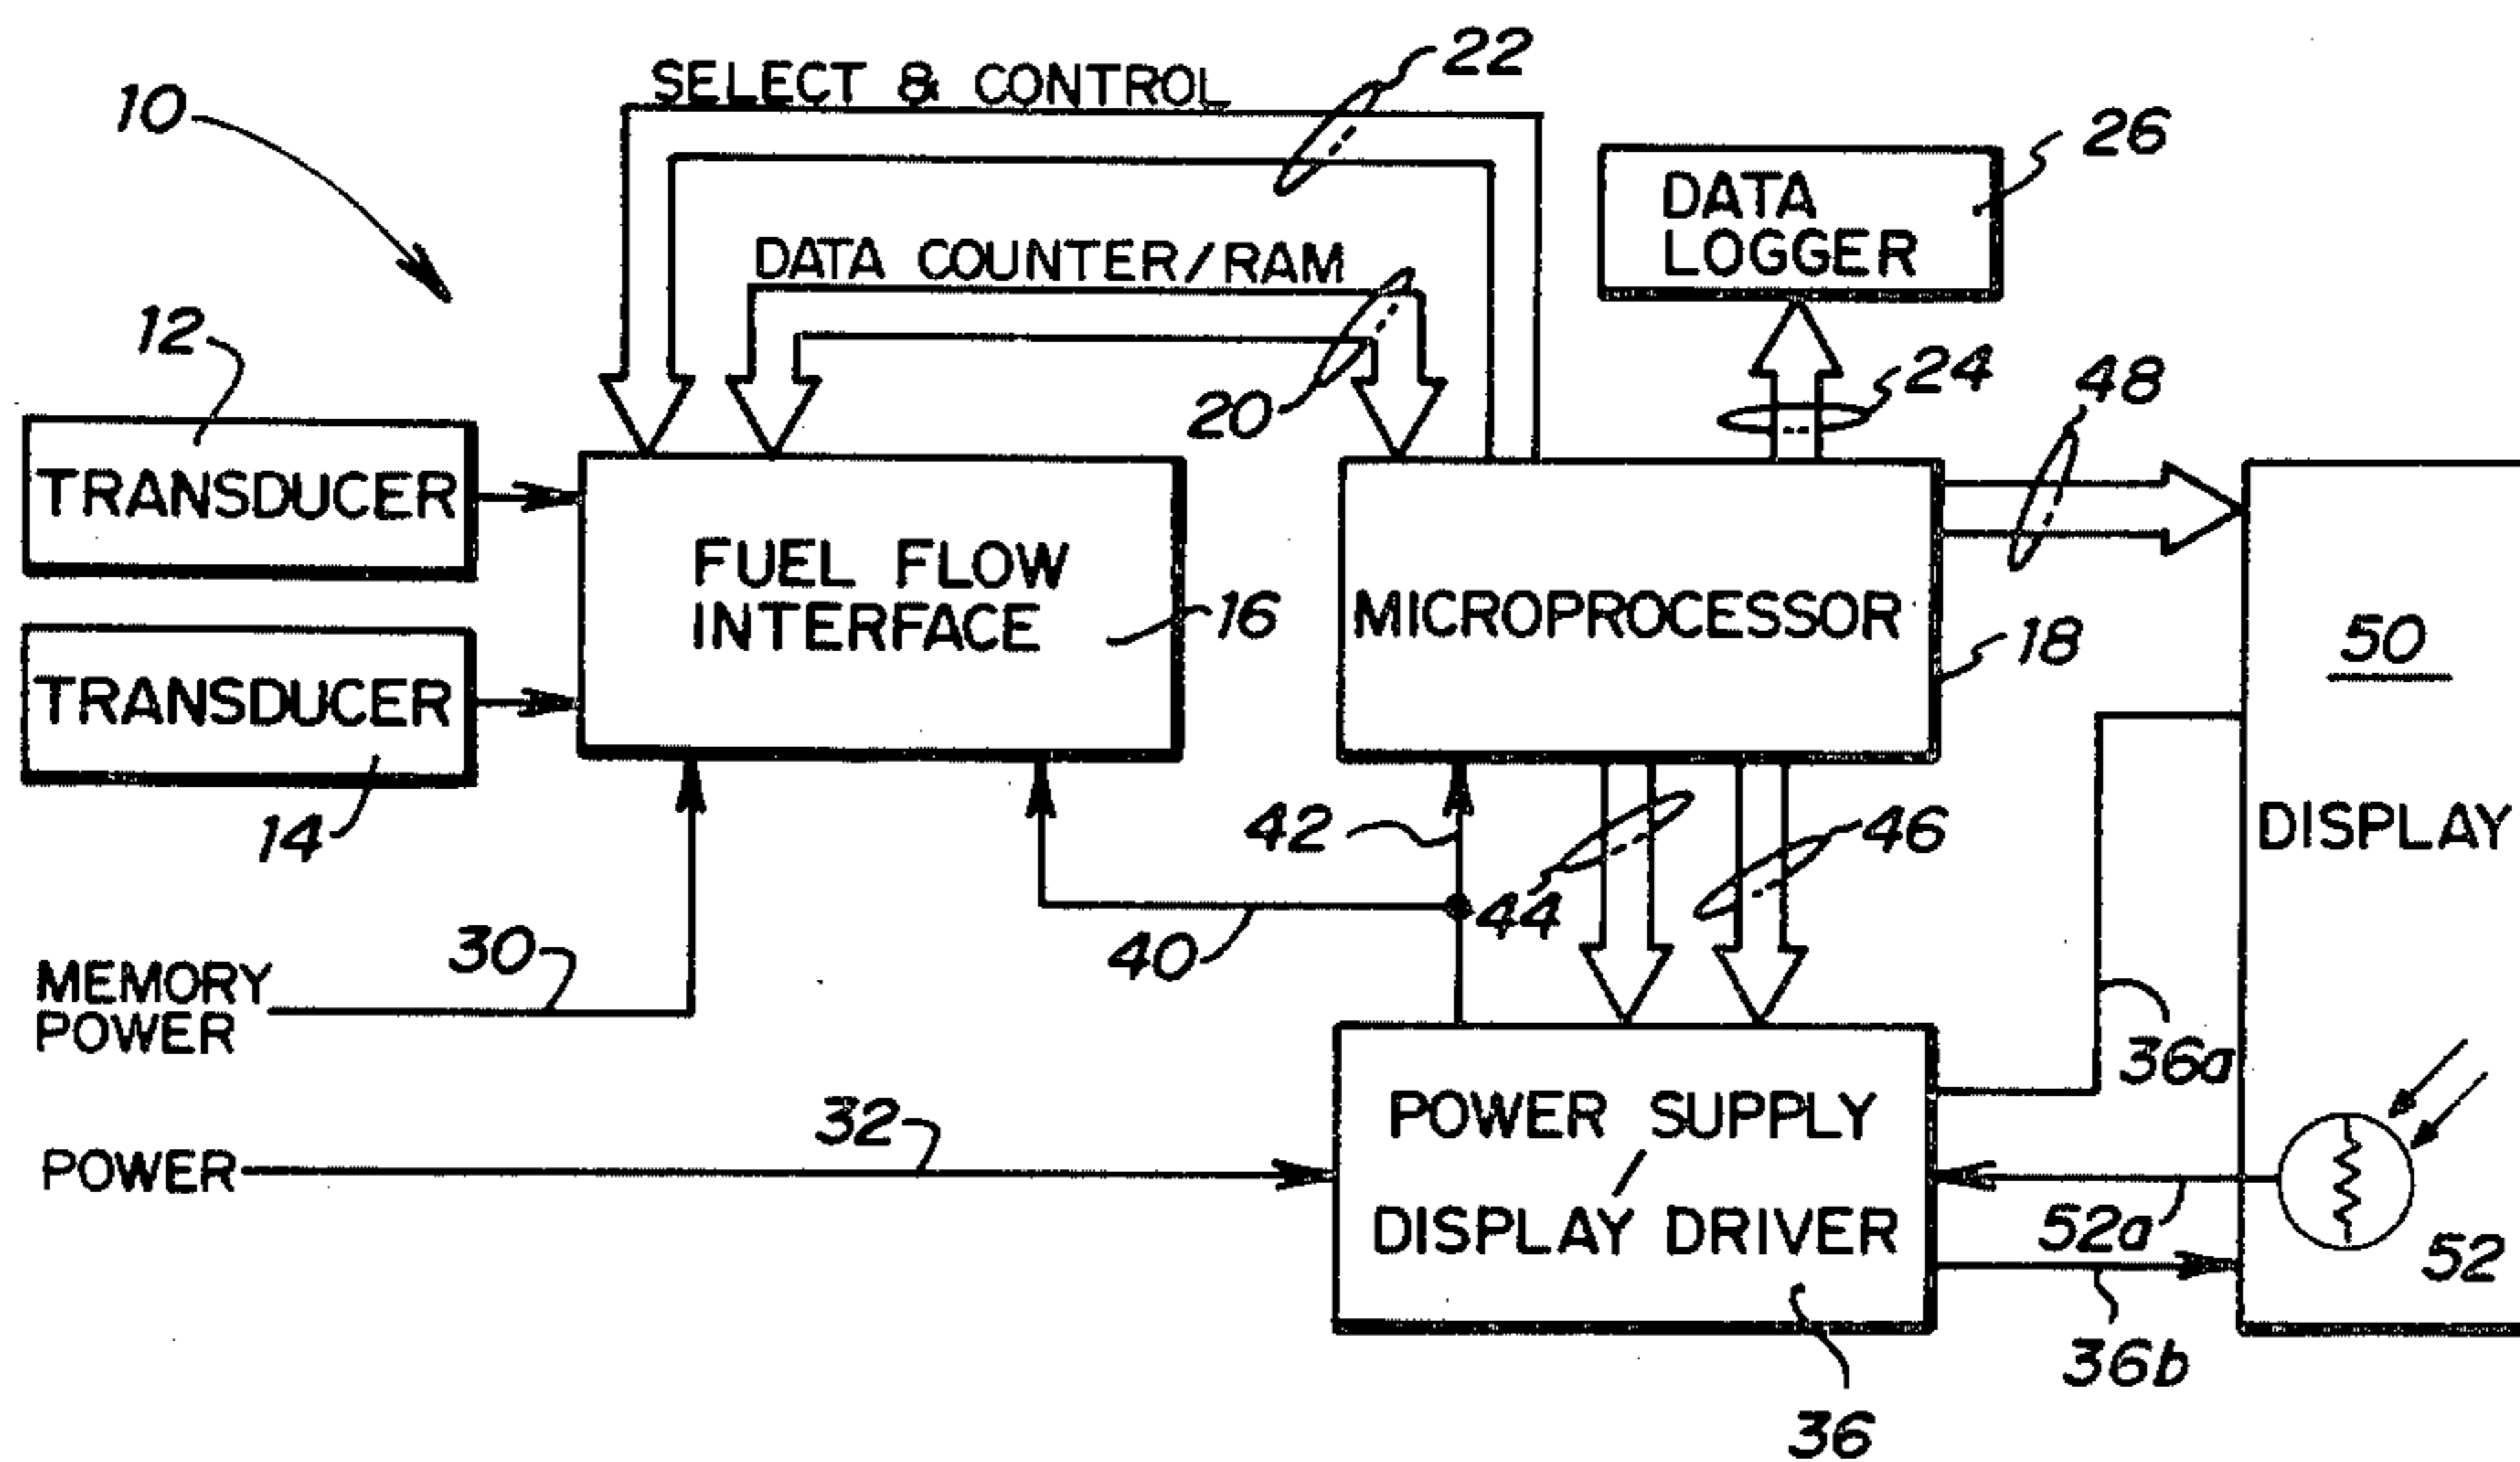 10
SELECT & CONTROL
22
26
DATA
LOGGER
DATA COUNTER/RAM
12
20
24
48
TRANSDUCER
FUEL FLOW
INTERFACE
16
MICROPROCESSOR
18
50
TRANSDUCER
14
42
44
46
DISPLAY
40
30
MEMORY
POWER
32
POWER
POWER SUPPLY
/
DISPLAY DRIVER
36a
52a
52
36b
36